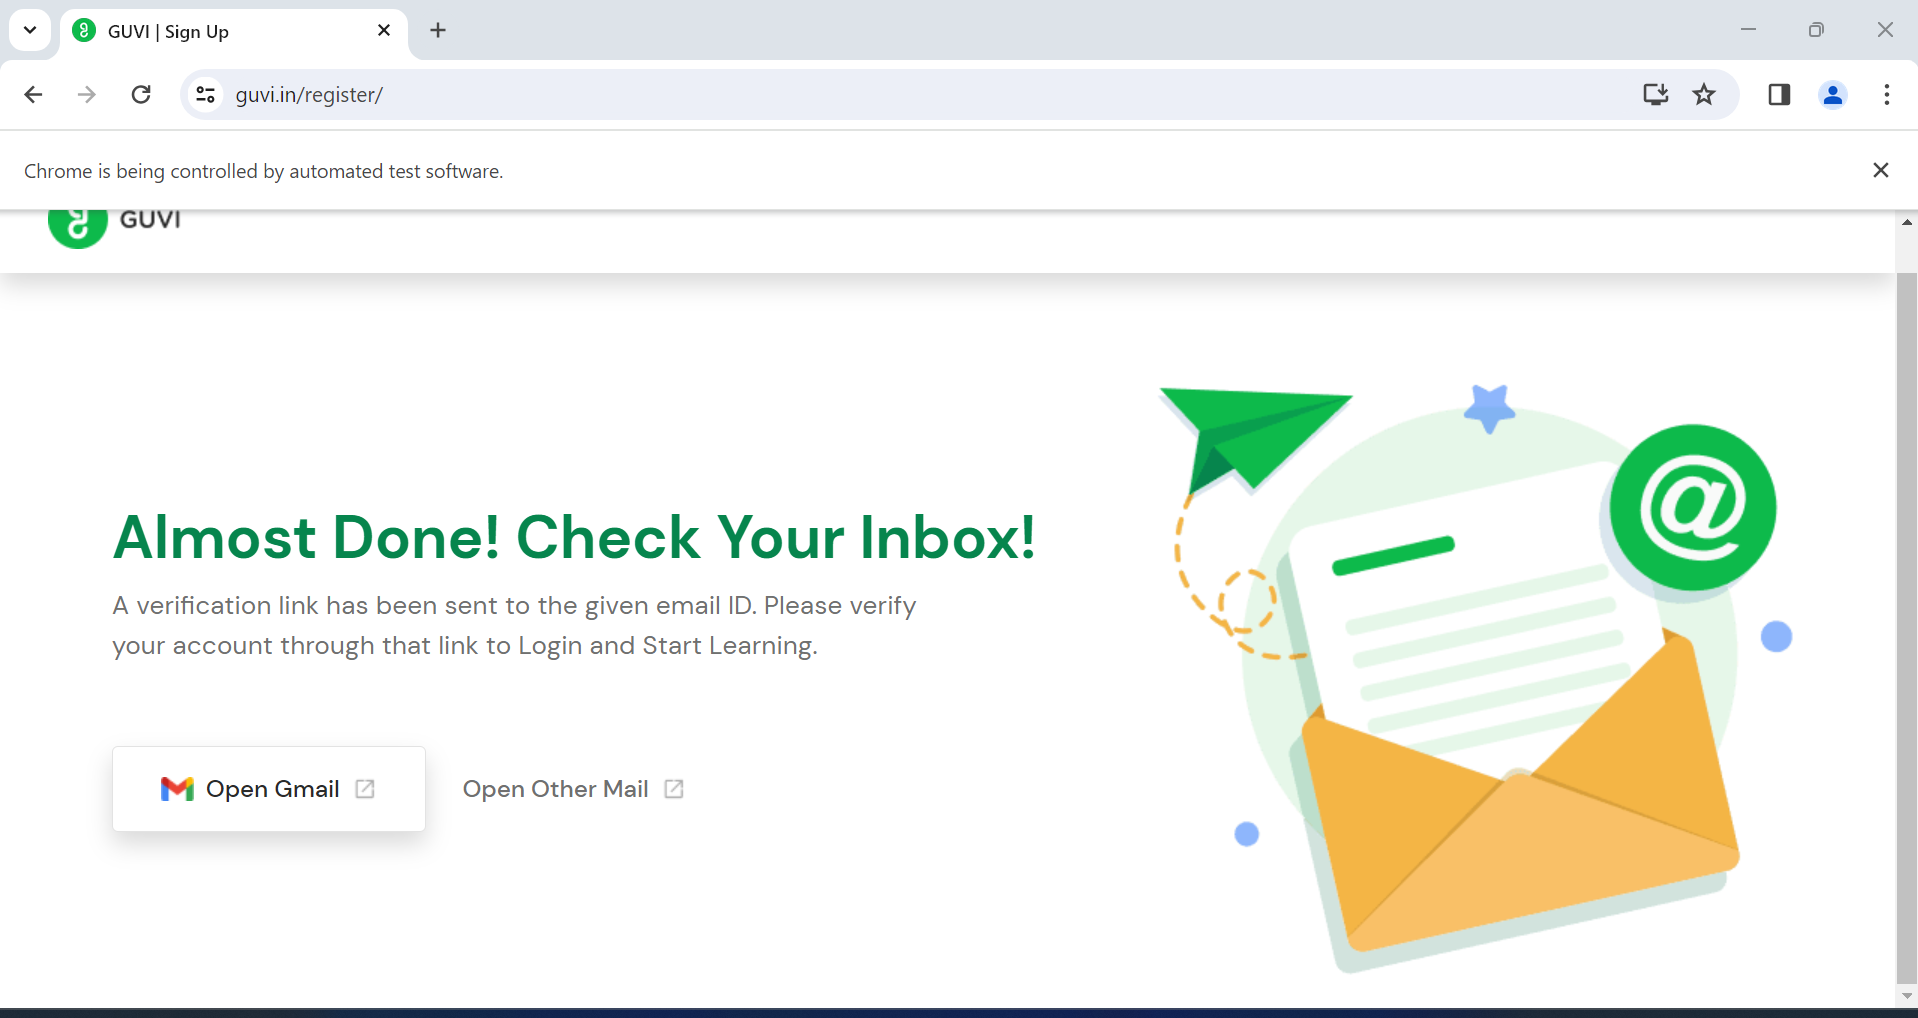 GUVI | Sign Up
guvi.in/register/
Chrome is being controlled by automated test software.
GUVI
Almost Done! Check Your Inbox!
A verification link has been sent to the given email ID. Please verify
your account through that link to Login and Start Learning.
Open Gmail
Open Other Mail
@